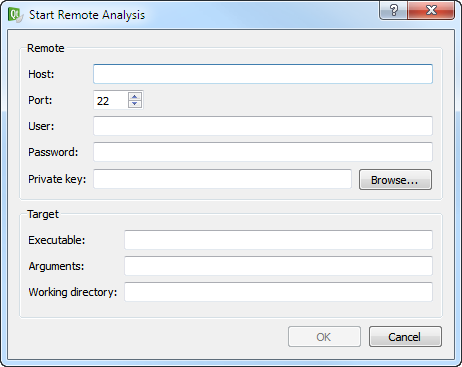 Start Remote Analysis
Remote
Host:
Port: 22
User:
Password:
Private key: Browse...
Target
Executable:
Arguments:
Working directory:
OK Cancel